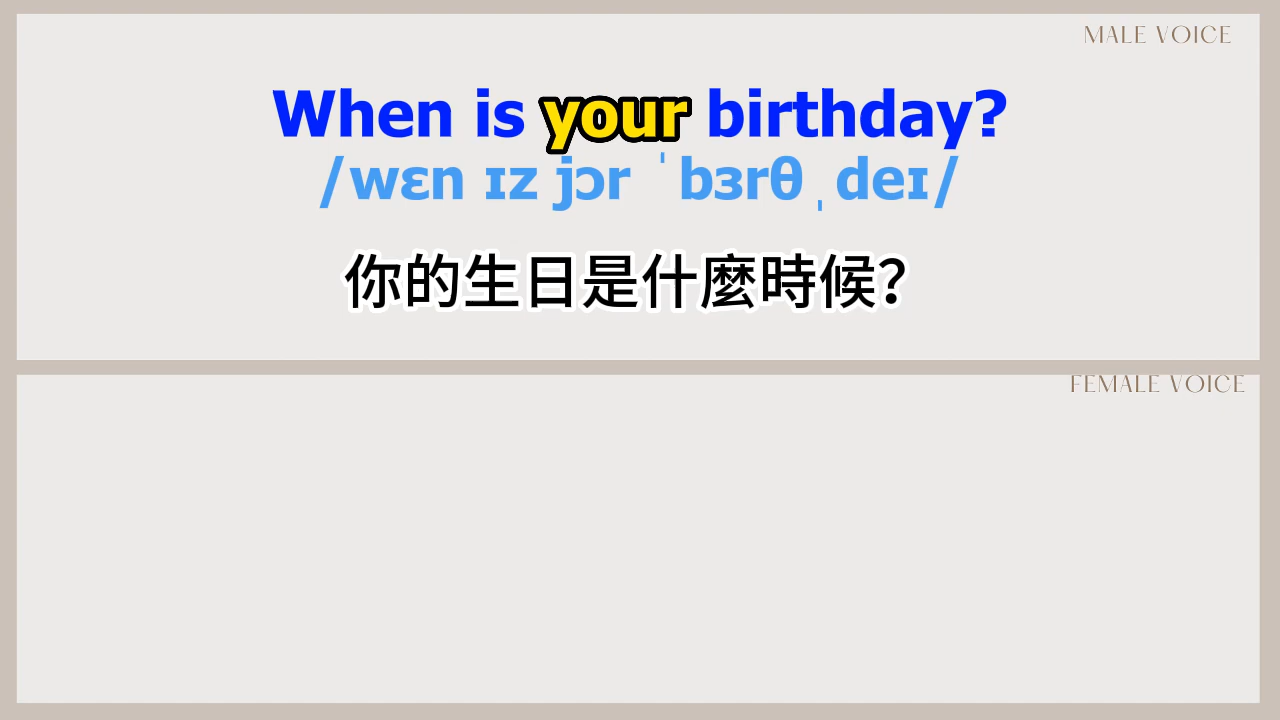 MALE VOICE
When is your birthday?
/wɛn ɪz jɔr ˈbɜrθˌdeɪ/
你的生日是什麼時候?
FEMALE VOICE